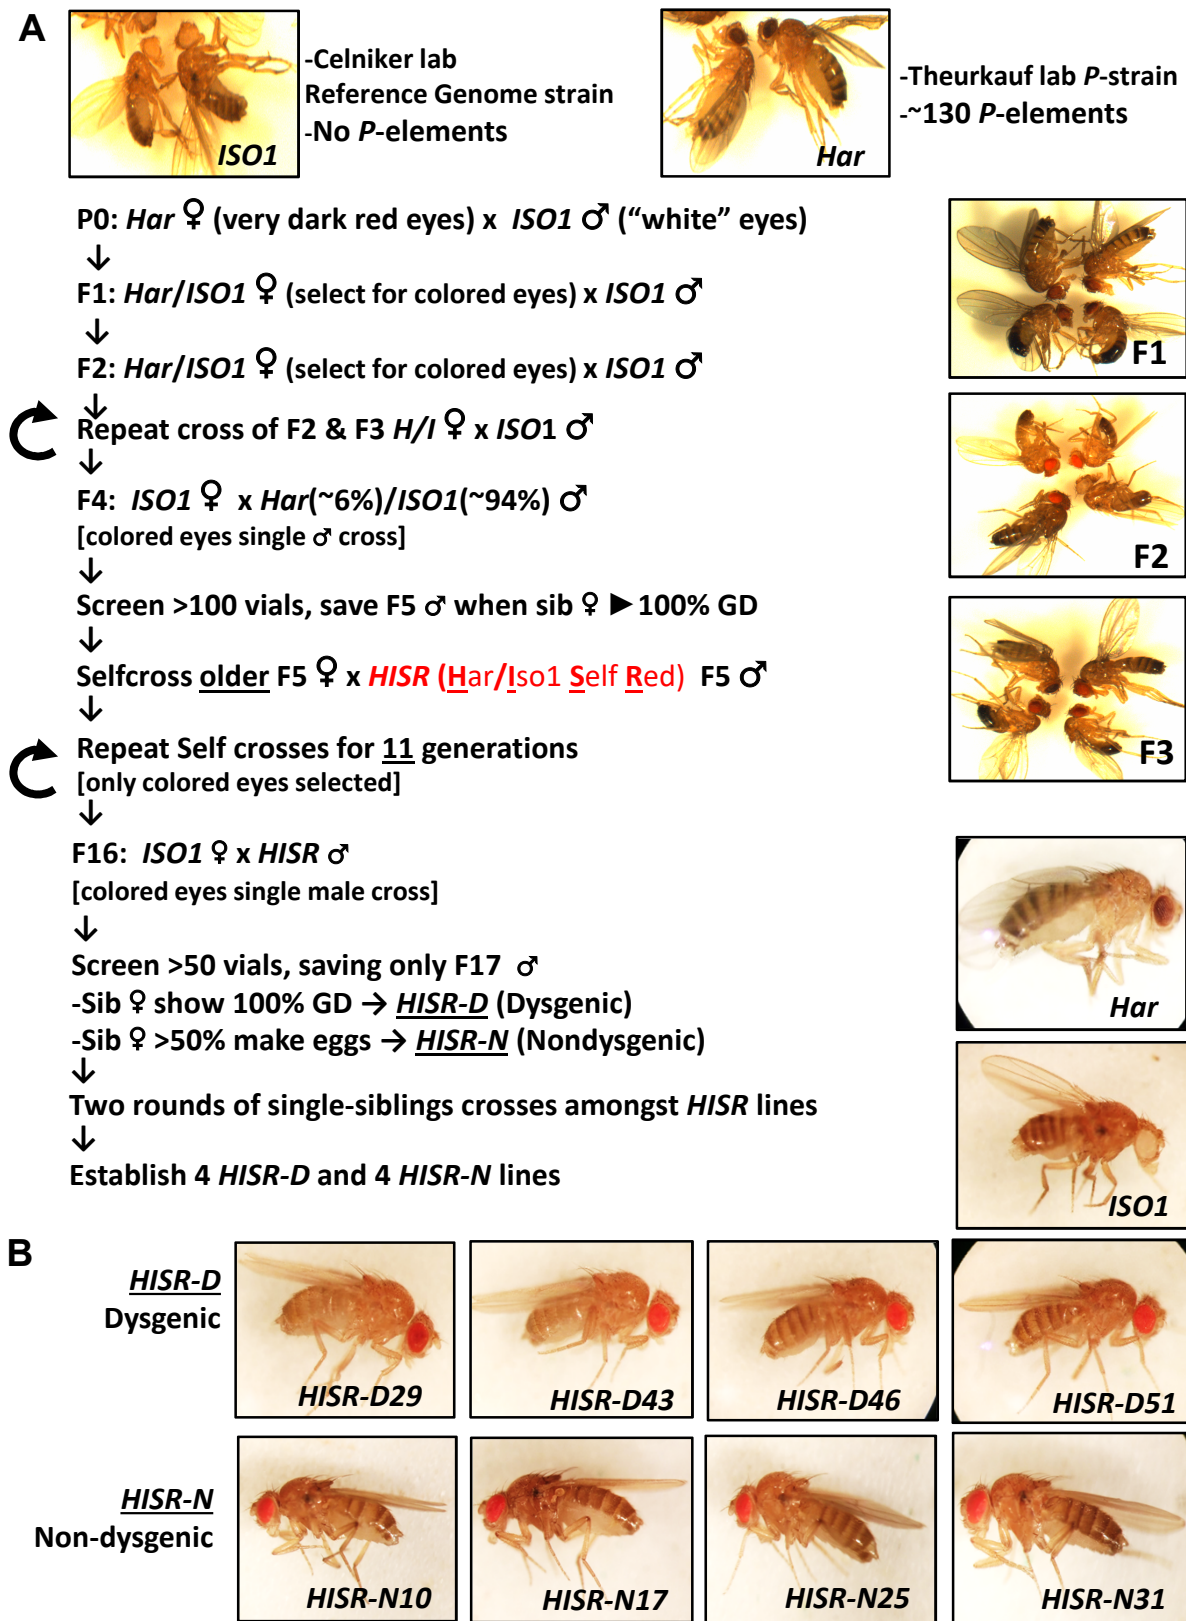 A
-Celniker lab
Reference Genome strain
-No P-elements
ISO1
-Theurkauf lab P-strain
-~130 P-elements
Har
P0: Har ♀ (very dark red eyes) x ISO1 ♂ (“white” eyes)
↓
F1: Har/ISO1 ♀ (select for colored eyes) x ISO1 ♂
↓
F2: Har/ISO1 ♀ (select for colored eyes) x ISO1 ♂
↓
Repeat cross of F2 & F3 H/I ♀ x ISO1 ♂
↓
F4: ISO1 ♀ x Har(~6%)/ISO1(~94%) ♂
[colored eyes single ♂ cross]
↓
Screen >100 vials, save F5 ♂ when sib ♀ ► 100% GD
↓
Selfcross older F5 ♀ x HISR (Har/Iso1 Self Red) F5 ♂
↓
Repeat Self crosses for 11 generations
[only colored eyes selected]
↓
F16: ISO1 ♀ x HISR ♂
[colored eyes single male cross]
↓
Screen >50 vials, saving only F17 ♂
-Sib ♀ show 100% GD → HISR-D (Dysgenic)
-Sib ♀ >50% make eggs → HISR-N (Nondysgenic)
↓
Two rounds of single-siblings crosses amongst HISR lines
↓
Establish 4 HISR-D and 4 HISR-N lines
F1
F2
F3
Har
ISO1
B
HISR-D
Dysgenic
HISR-D29
HISR-D43
HISR-D46
HISR-D51
HISR-N
Non-dysgenic
HISR-N10
HISR-N17
HISR-N25
HISR-N31